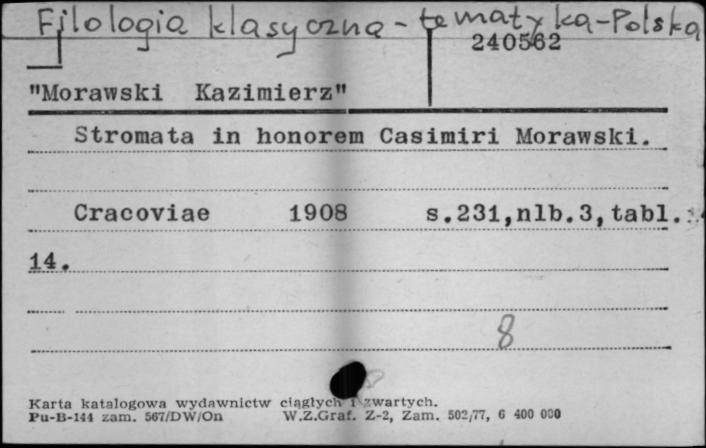 Filologia klasyczna - tematyka - Polska
240562
"Morawski Kazimierz"
Stromata in honorem Casimiri Morawski.
Cracoviae 1908 s.231,nlb.3,tabl.
14.
8
Karta katalogowa wydawnictw ciągłych i zwartych.
Pu-B-144 zam. 567/DW/On W.Z.Graf. Z-2, Zam. 502/77, 6 400 000